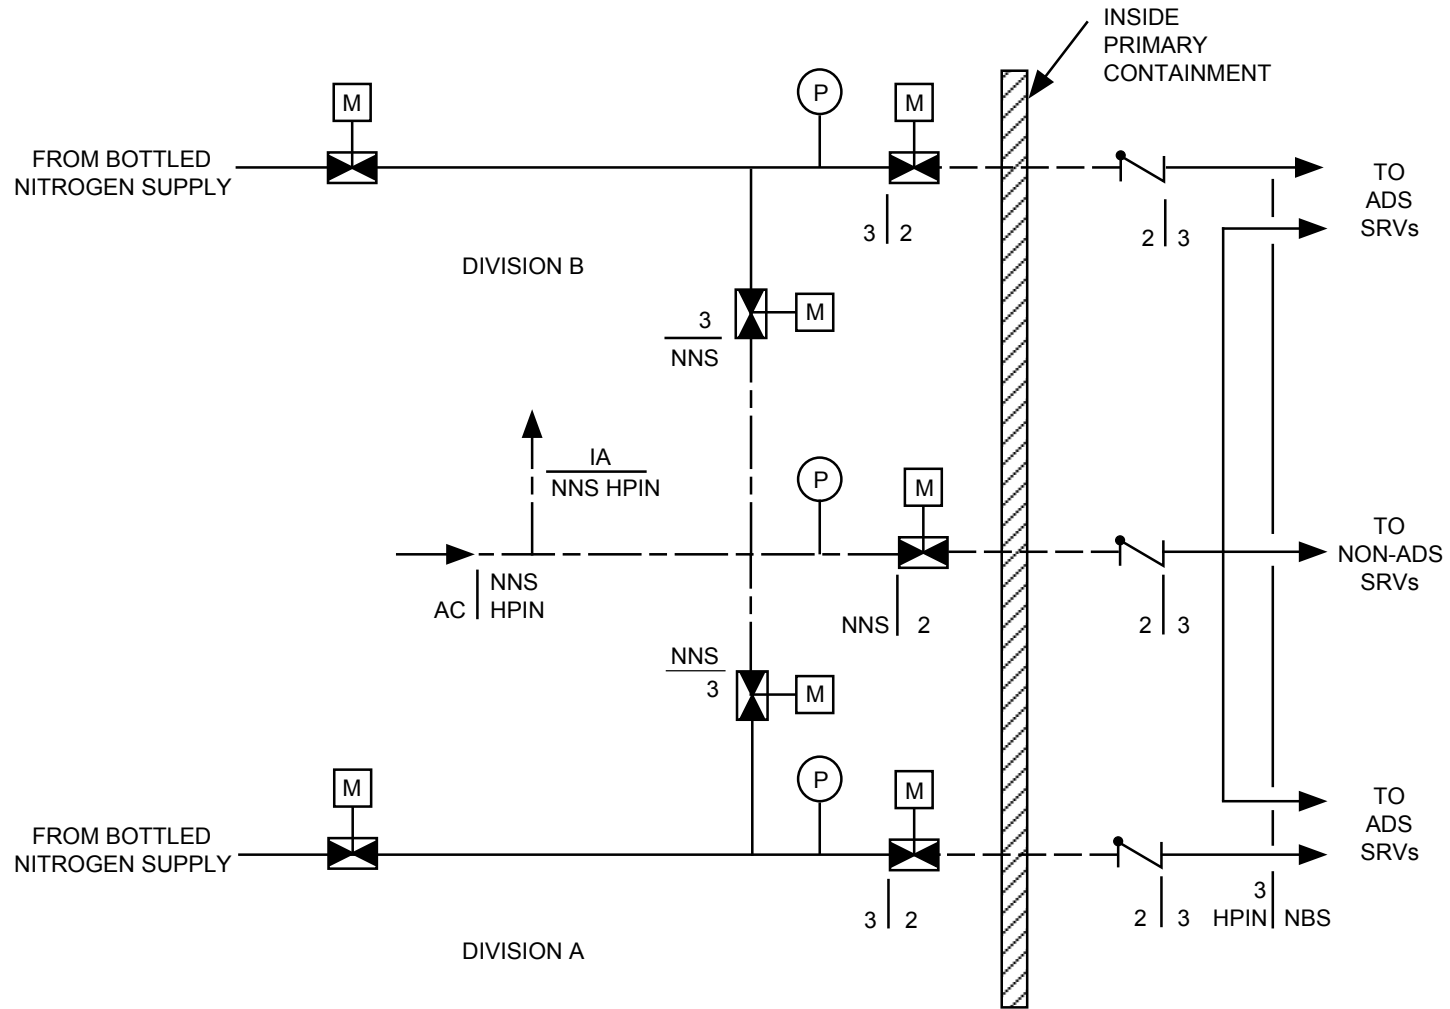 INSIDE
PRIMARY
CONTAINMENT
M
P
M
FROM BOTTLED
NITROGEN SUPPLY
TO
ADS
SRVs
3 2
2 3
DIVISION B
M
3
NNS
IA
NNS HPIN
P
M
TO
NON-ADS
SRVs
AC
NNS
HPIN
NNS 2
2 3
NNS
3
M
M
P
M
TO
ADS
SRVs
FROM BOTTLED
NITROGEN SUPPLY
3 2
2 3
3
HPIN NBS
DIVISION A